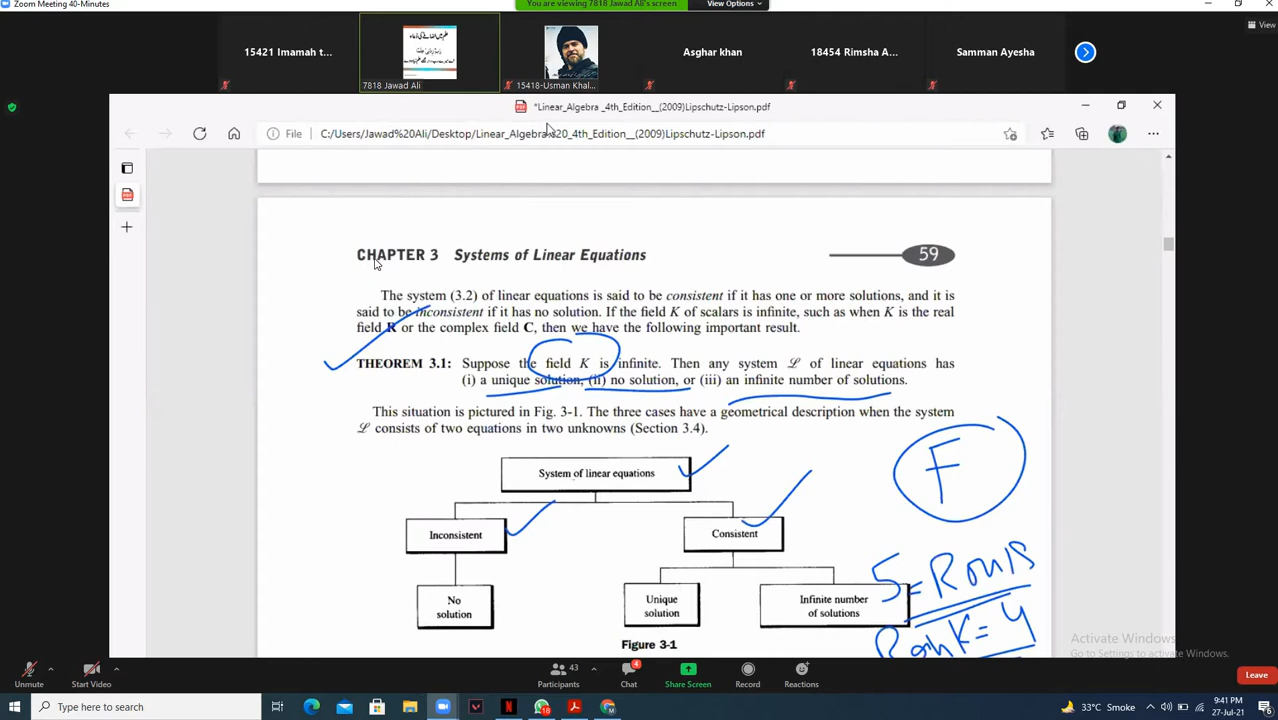 Zoom Meeting 40-Minutes
You are viewing 7818 Jawad Ali's screen
View Options
View
15421 Imamah t...
7818 Jawad Ali
15418-Usman Khal...
Asghar khan
18454 Rimsha A...
Samman Ayesha
*Linear_Algebra _4th_Edition__(2009)Lipschutz-Lipson.pdf
File
C:/Users/Jawad%20Ali/Desktop/Linear_Algebra%20_4th_Edition__(2009)Lipschutz-Lipson.pdf
CHAPTER 3 Systems of Linear Equations
59
The system (3.2) of linear equations is said to be consistent if it has one or more solutions, and it is
said to be inconsistent if it has no solution. If the field K of scalars is infinite, such as when K is the real
field R or the complex field C, then we have the following important result.
THEOREM 3.1: Suppose the field K is infinite. Then any system ℒ of linear equations has
(i) a unique solution, (ii) no solution, or (iii) an infinite number of solutions.
This situation is pictured in Fig. 3-1. The three cases have a geometrical description when the system
ℒ consists of two equations in two unknowns (Section 3.4).
F
System of linear equations
Inconsistent
Consistent
5 = Rows
No
solution
Unique
solution
Infinite number
of solutions
Rank = 4
Figure 3-1
Activate Windows
Go to Settings to activate Windows.
Unmute
Start Video
43
Participants
4
Chat
Share Screen
Record
Reactions
Leave
Type here to search
18
33°C Smoke
9:41 PM
27-Jul-21
6